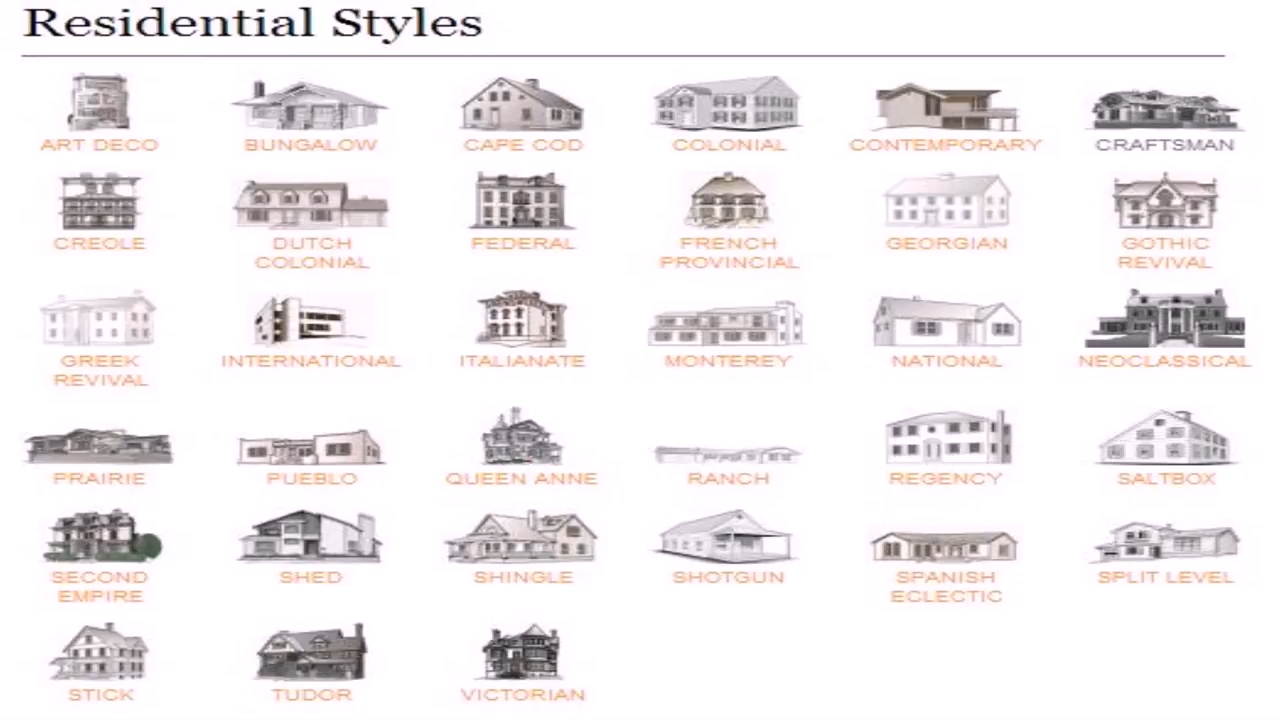 Residential Styles
ART DECO
BUNGALOW
CAPE COD
COLONIAL
CONTEMPORARY
CRAFTSMAN
CREOLE
DUTCH
COLONIAL
FEDERAL
FRENCH
PROVINCIAL
GEORGIAN
GOTHIC
REVIVAL
GREEK
REVIVAL
INTERNATIONAL
ITALIANATE
MONTEREY
NATIONAL
NEOCLASSICAL
PRAIRIE
PUEBLO
QUEEN ANNE
RANCH
REGENCY
SALTBOX
SECOND
EMPIRE
SHED
SHINGLE
SHOTGUN
SPANISH
ECLECTIC
SPLIT LEVEL
STICK
TUDOR
VICTORIAN